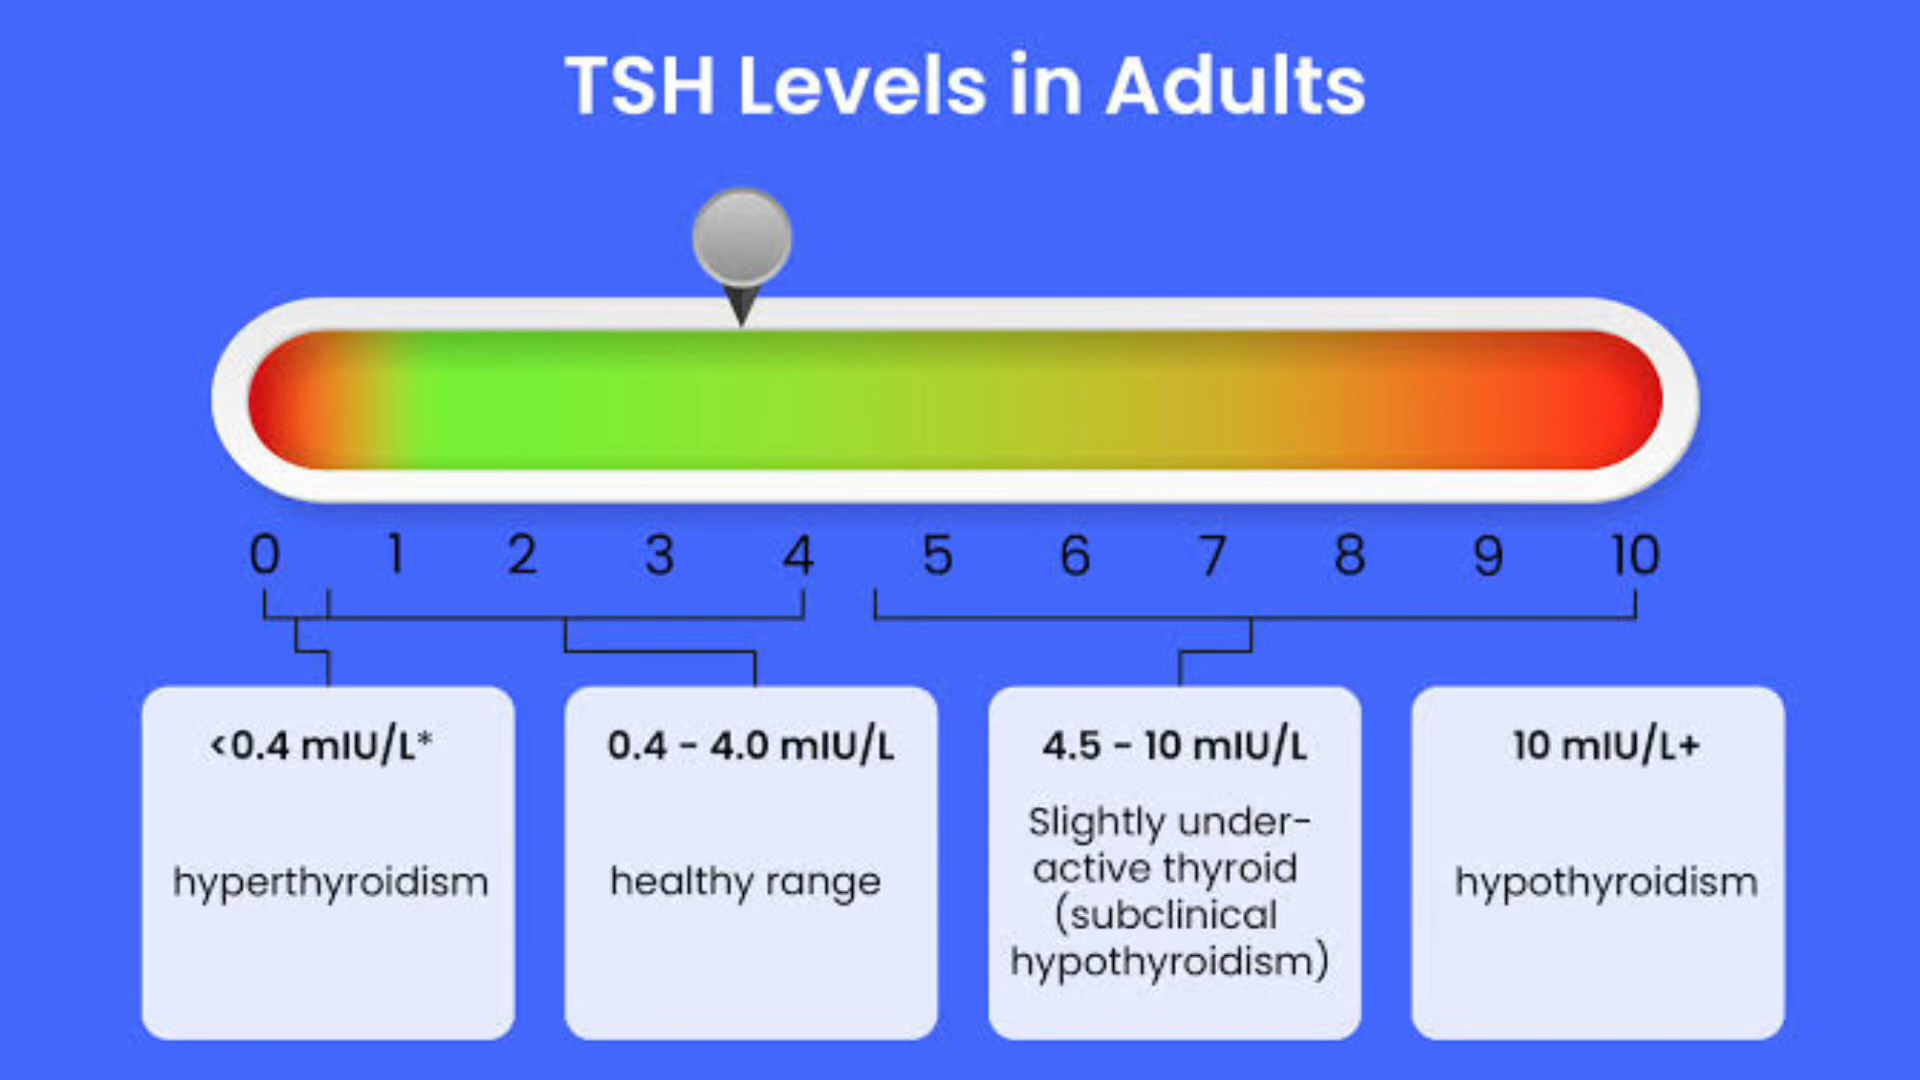 TSH Levels in Adults
0 1 2 3 4 5 6 7 8 9 10
<0.4 mIU/L*
hyperthyroidism
0.4 - 4.0 mIU/L
healthy range
4.5 - 10 mIU/L
Slightly under-
active thyroid
(subclinical
hypothyroidism)
10 mIU/L+
hypothyroidism